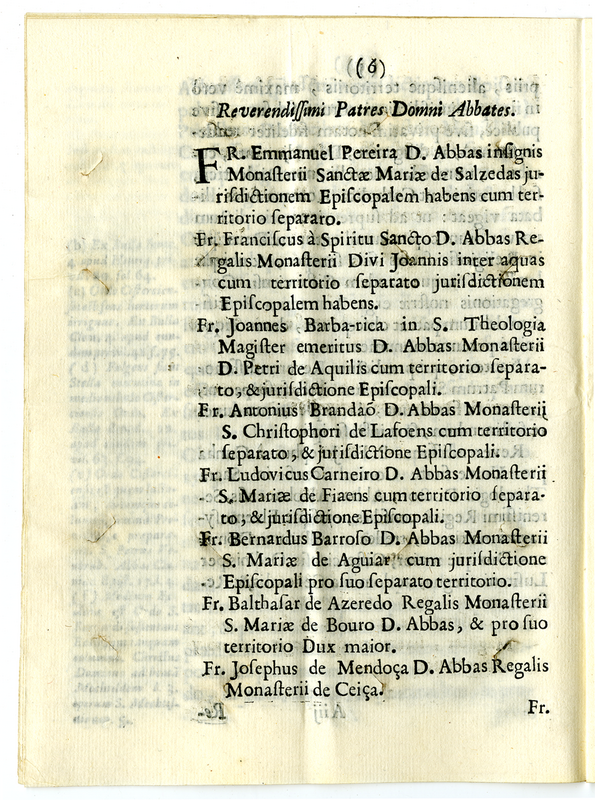 (6)
Reverendiſſimi Patres Domni Abbates.
FR. Emmanuel Pereira D. Abbas inſignis
Monaſterii Sanctæ Mariæ de Salzedas ju-
riſdictionem Epiſcopalem habens cum ter-
ritorio ſeparato.
Fr. Franciſcus à Spiritu Sancto D. Abbas Re-
galis Monaſterii Divi Joannis inter aquas
cum territorio ſeparato juriſdictionem
Epiſcopalem habens.
Fr. Joannes Barba-rica in S. Theologia
Magiſter emeritus D. Abbas Monaſterii
D. Petri de Aquilis cum territorio ſepara-
to, & juriſdictione Epiſcopali.
Fr. Antonius Brandaõ D. Abbas Monaſterii
S. Chriſtophori de Lafoens cum territorio
ſeparato, & juriſdictione Epiſcopali.
Fr. Ludovicus Carneiro D. Abbas Monaſterii
S. Mariæ de Fiaens cum territorio ſepara-
to, & juriſdictione Epiſcopali.
Fr. Bernardus Barroſo D. Abbas Monaſterii
S. Mariæ de Aguiar cum juriſdictione
Epiſcopali pro ſuo ſeparato territorio.
Fr. Balthaſar de Azeredo Regalis Monaſterii
S. Mariæ de Bouro D. Abbas, & pro ſuo
territorio Dux maior.
Fr. Joſephus de Mendoça D. Abbas Regalis
Monaſterii de Ceiça.
Fr.